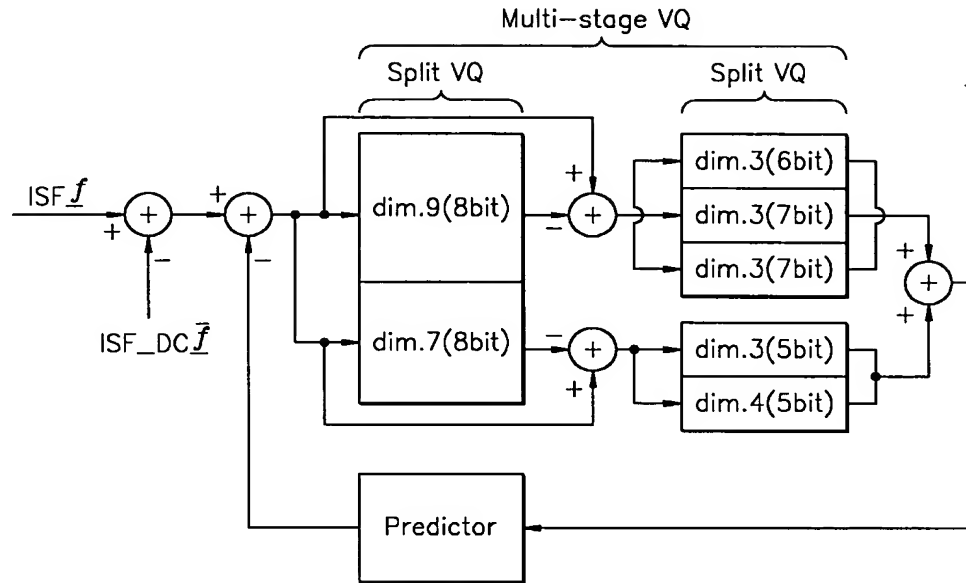 Multi-stage VQ
Split VQ
Split VQ
ISF f
+
+
-
ISF_DC f̄
+
+
-
dim.9(8bit)
dim.7(8bit)
+
-
+
-
+
+
dim.3(6bit)
dim.3(7bit)
dim.3(7bit)
dim.3(5bit)
dim.4(5bit)
+
+
+
Predictor